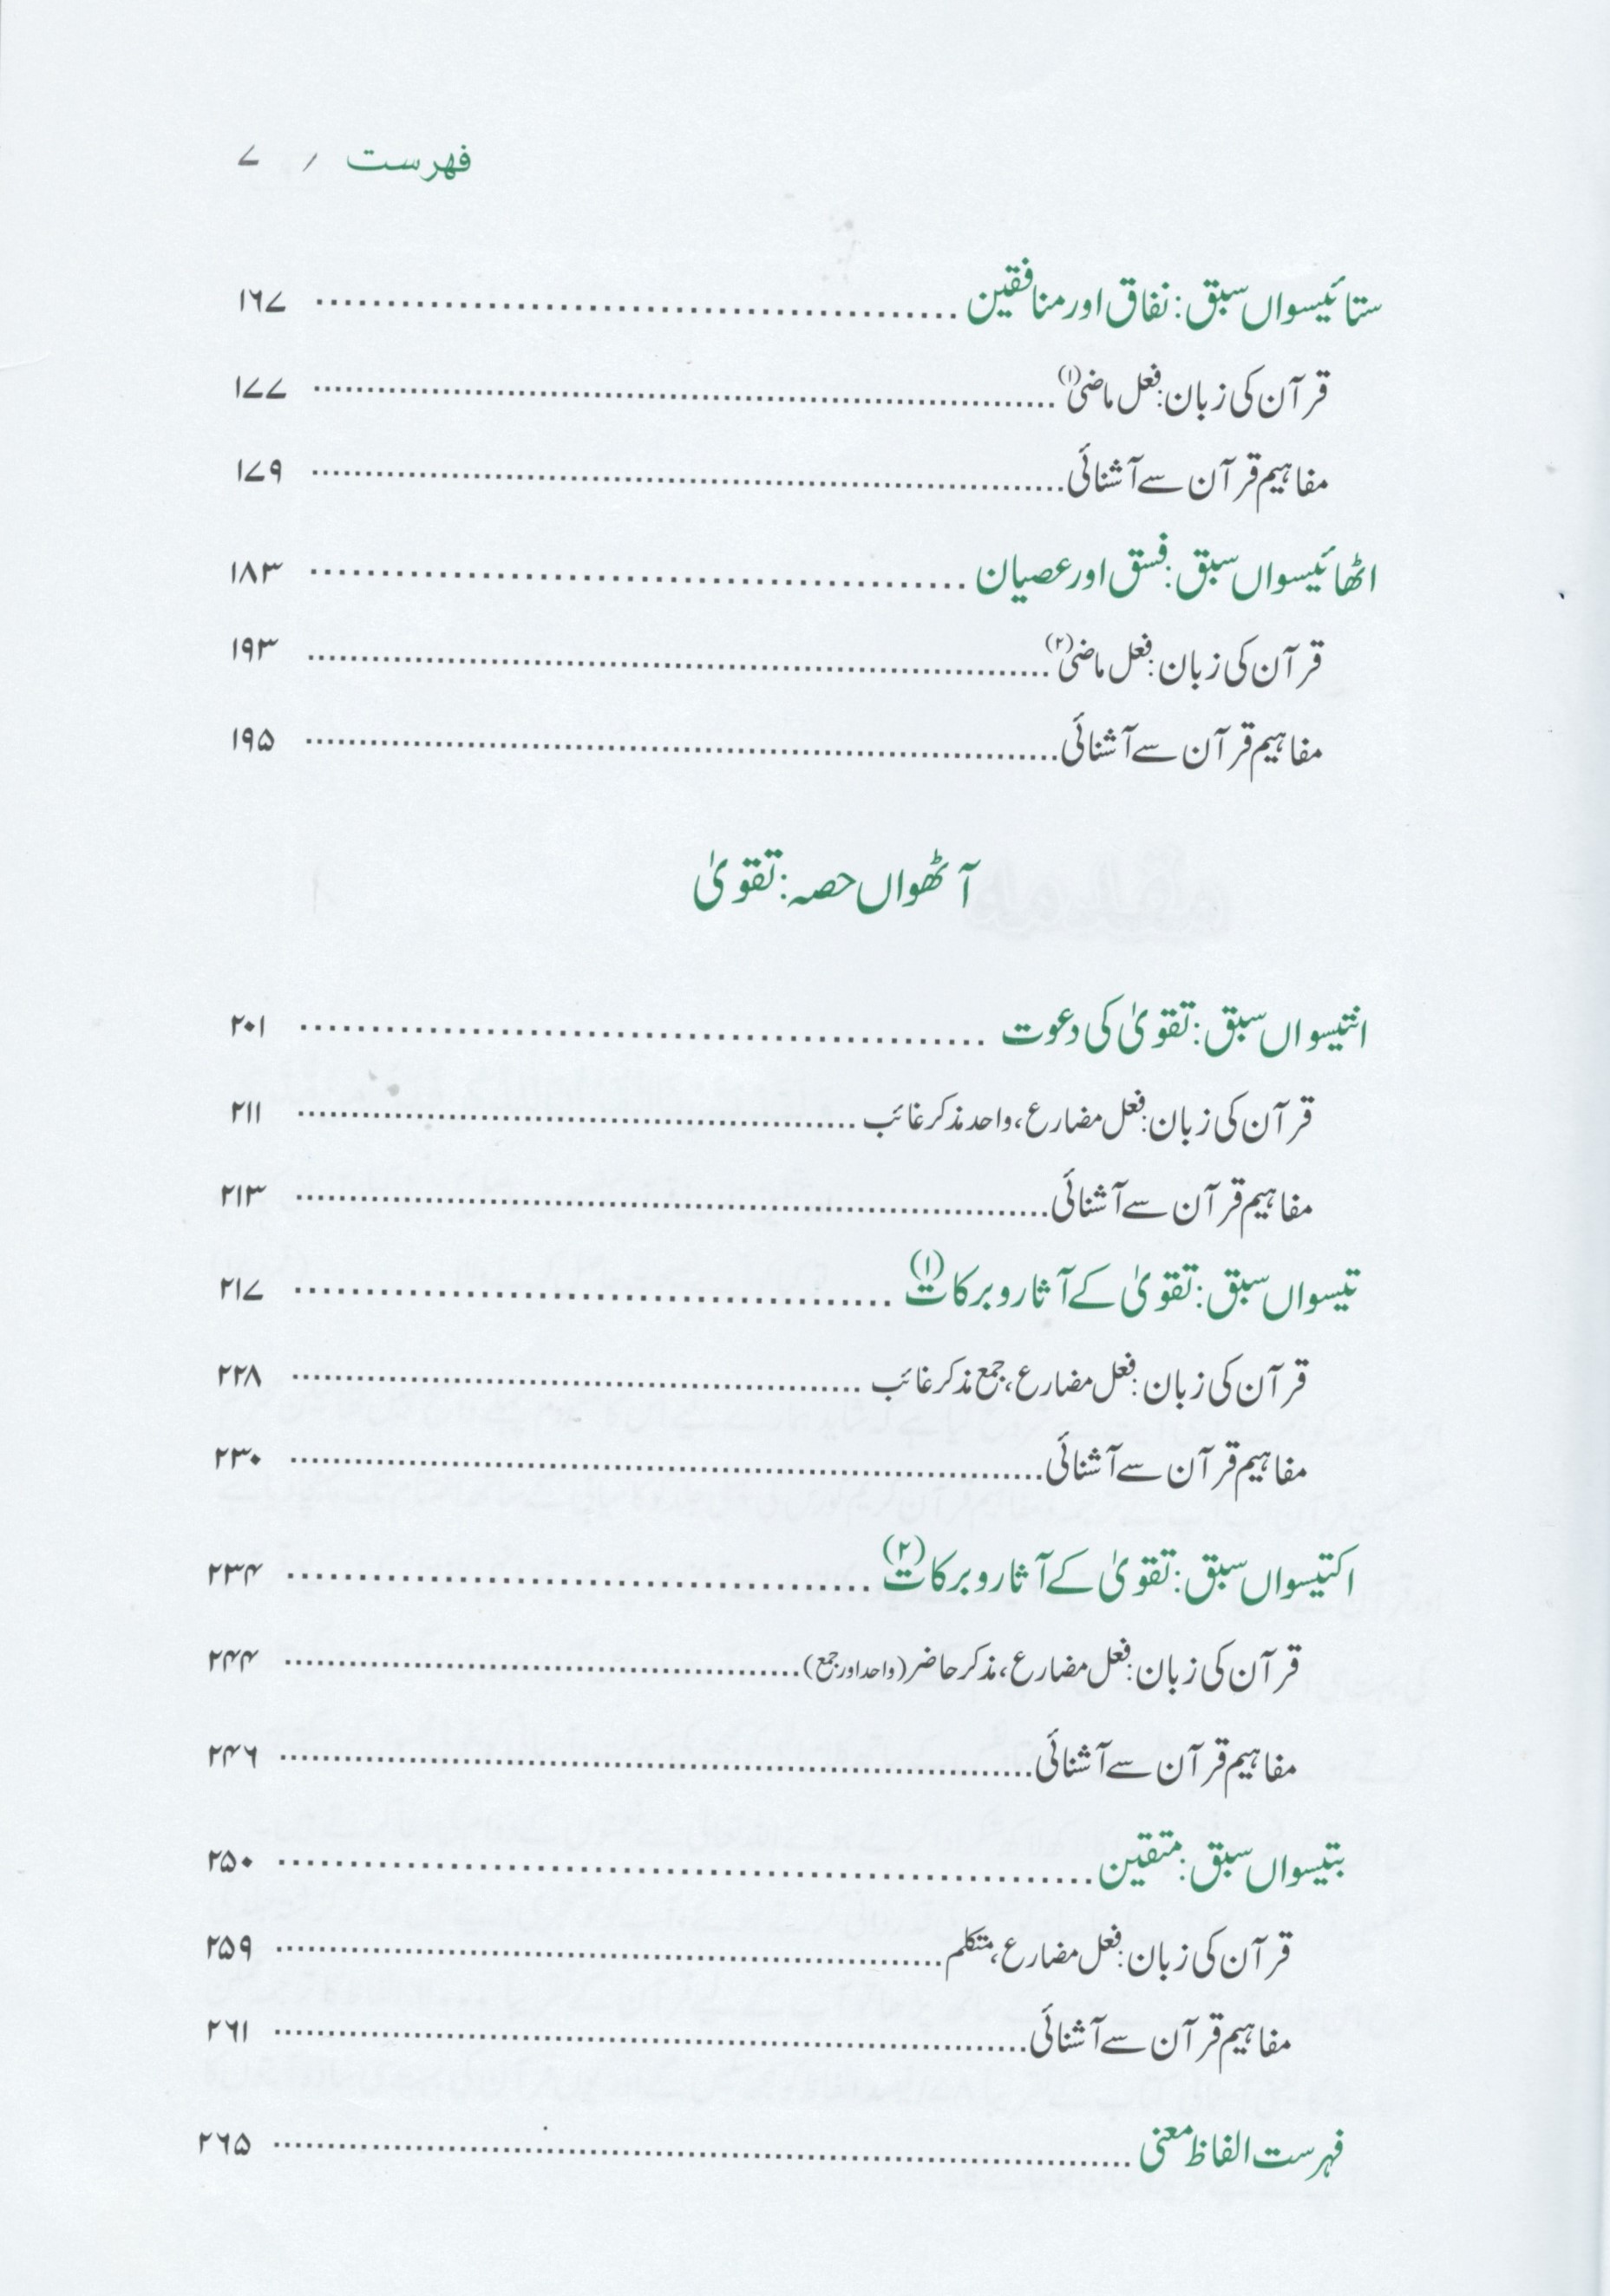 فهرست / ۷
ستائیسواں سبق: نفاق اور منافقین ........................................ ۱۶۷
قرآن کی زبان: فعل ماضی (۱) ........................................ ۱۷۷
مفاہیم قرآن سے آشنائی ........................................ ۱۷۹
اٹھائیسواں سبق: فسق اور عصیان ........................................ ۱۸۳
قرآن کی زبان: فعل ماضی (۲) ........................................ ۱۹۳
مفاہیم قرآن سے آشنائی ........................................ ۱۹۵
آٹھواں حصہ: تقویٰ
انتیسواں سبق: تقویٰ کی دعوت ........................................ ۲۰۱
قرآن کی زبان: فعل مضارع، واحد مذکر غائب ........................................ ۲۱۱
مفاہیم قرآن سے آشنائی ........................................ ۲۱۳
تیسواں سبق: تقویٰ کے آثار و برکات (۱) ........................................ ۲۱۷
قرآن کی زبان: فعل مضارع، جمع مذکر غائب ........................................ ۲۲۸
مفاہیم قرآن سے آشنائی ........................................ ۲۳۰
اکتیسواں سبق: تقویٰ کے آثار و برکات (۲) ........................................ ۲۳۴
قرآن کی زبان: فعل مضارع، مذکر حاضر (واحد اور جمع) ........................................ ۲۴۴
مفاہیم قرآن سے آشنائی ........................................ ۲۴۶
بتیسواں سبق: متقین ........................................ ۲۵۰
قرآن کی زبان: فعل مضارع، متکلم ........................................ ۲۵۹
مفاہیم قرآن سے آشنائی ........................................ ۲۶۱
فہرست الفاظ معنی ........................................ ۲۶۵